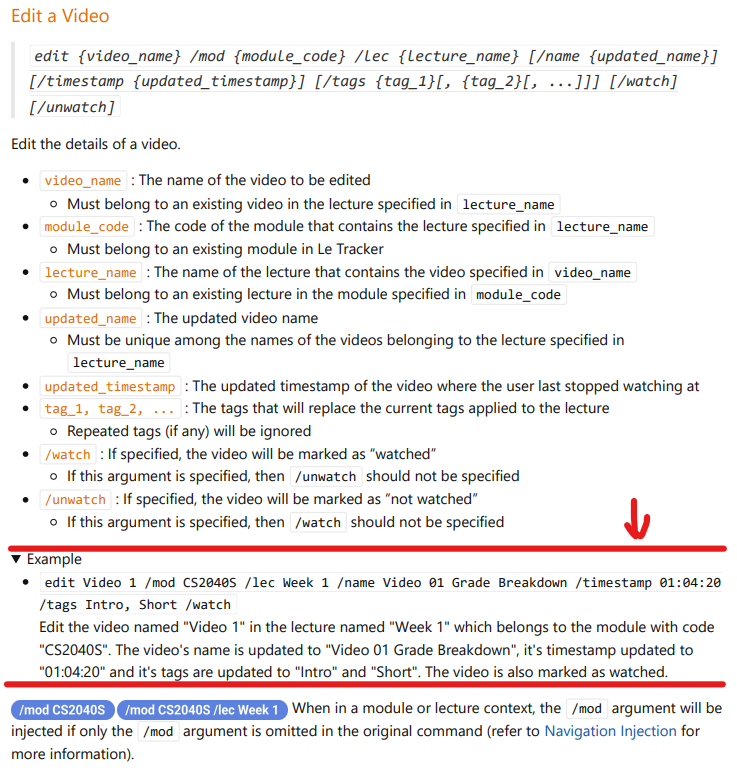 Edit a Video
edit {video_name} /mod {module_code} /lec {lecture_name} [/name {updated_name}]
[/timestamp {updated_timestamp}] [/tags {tag_1}[, {tag_2}[, ...]]] [/watch]
[/unwatch]
Edit the details of a video.
• video_name : The name of the video to be edited
◦ Must belong to an existing video in the lecture specified in lecture_name
• module_code : The code of the module that contains the lecture specified in lecture_name
◦ Must belong to an existing module in Le Tracker
• lecture_name : The name of the lecture that contains the video specified in video_name
◦ Must belong to an existing lecture in the module specified in module_code
• updated_name : The updated video name
◦ Must be unique among the names of the videos belonging to the lecture specified in
lecture_name
• updated_timestamp : The updated timestamp of the video where the user last stopped watching at
• tag_1, tag_2, ... : The tags that will replace the current tags applied to the lecture
◦ Repeated tags (if any) will be ignored
• /watch : If specified, the video will be marked as “watched”
◦ If this argument is specified, then /unwatch should not be specified
• /unwatch : If specified, the video will be marked as “not watched”
◦ If this argument is specified, then /watch should not be specified
▼ Example
• edit Video 1 /mod CS2040S /lec Week 1 /name Video 01 Grade Breakdown /timestamp 01:04:20
/tags Intro, Short /watch
Edit the video named "Video 1" in the lecture named "Week 1" which belongs to the module with code
"CS2040S". The video's name is updated to "Video 01 Grade Breakdown", it's timestamp updated to
"01:04:20" and it's tags are updated to "Intro" and "Short". The video is also marked as watched.
/mod CS2040S /mod CS2040S /lec Week 1 When in a module or lecture context, the /mod argument will be
injected if only the /mod argument is omitted in the original command (refer to Navigation Injection for
more information).